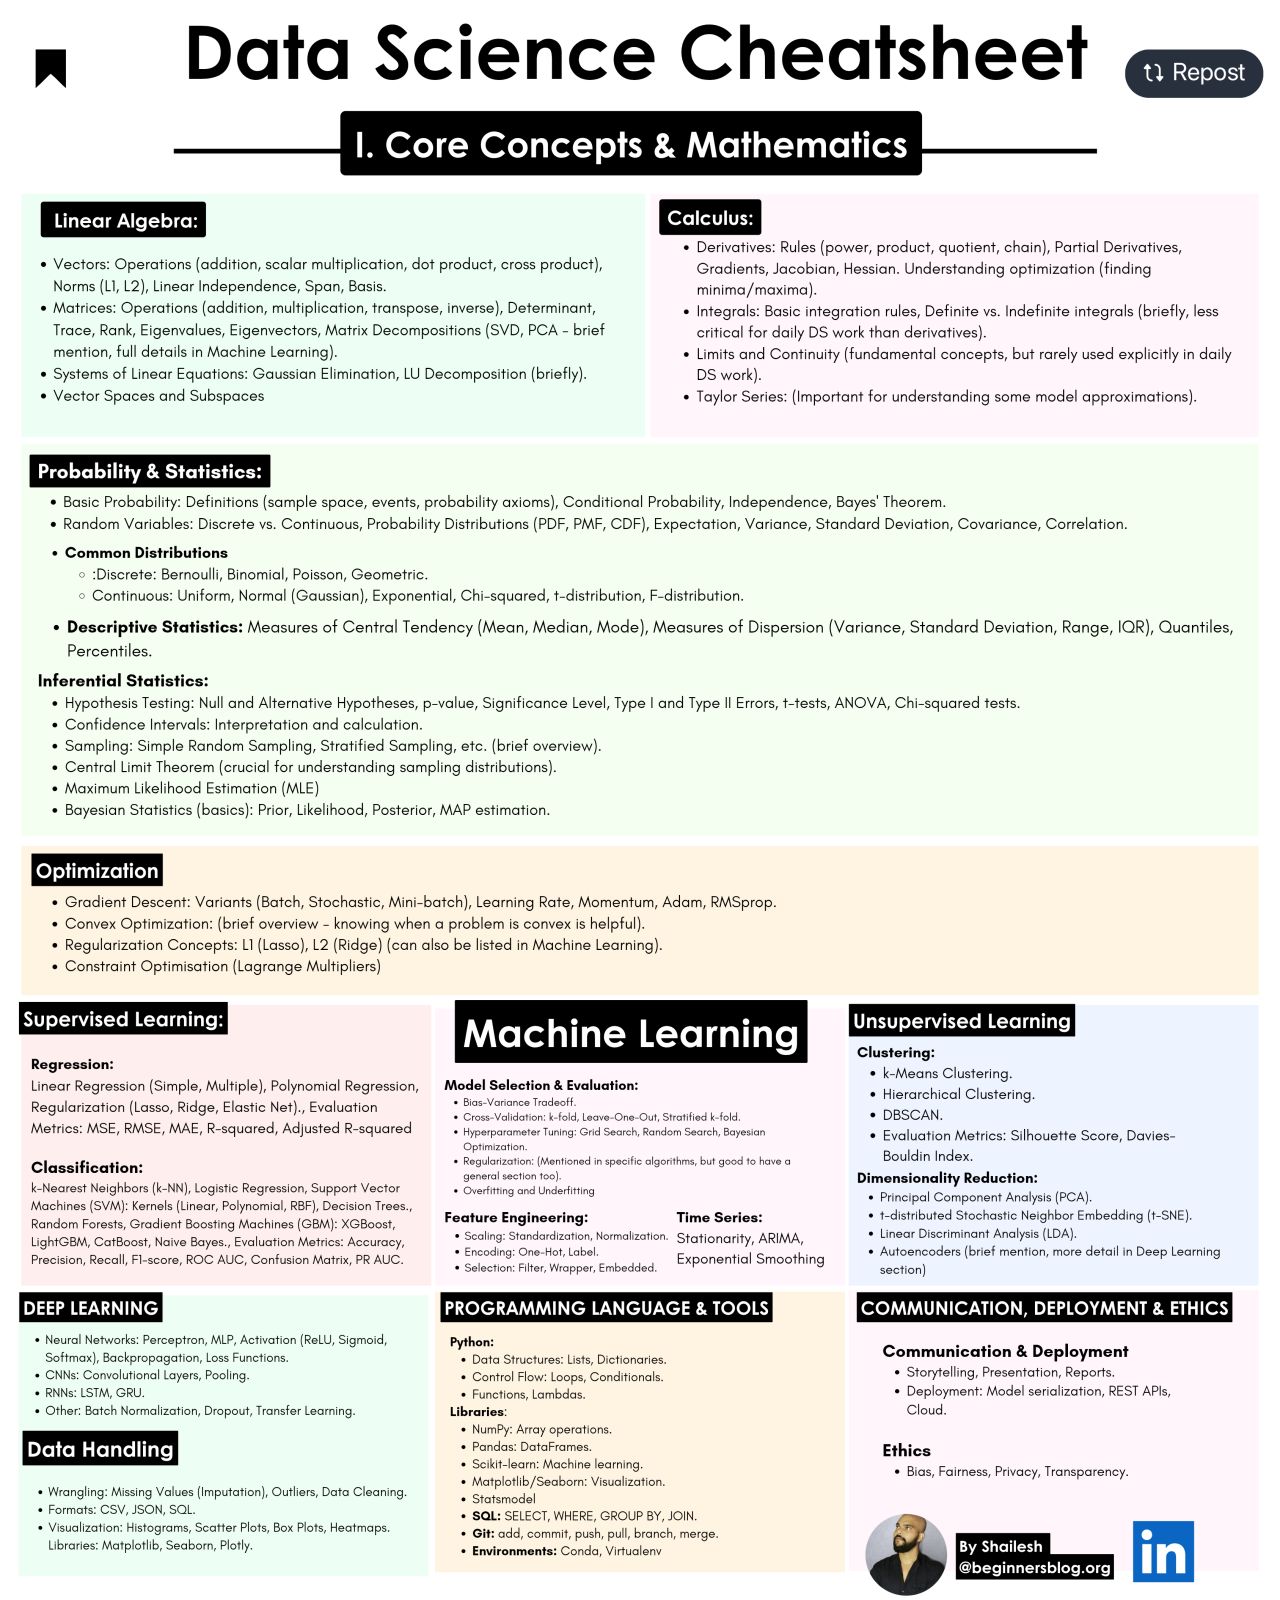 Data Science Cheatsheet
Repost
I. Core Concepts & Mathematics
Linear Algebra:
• Vectors: Operations (addition, scalar multiplication, dot product, cross product),
Norms (L1, L2), Linear Independence, Span, Basis.
• Matrices: Operations (addition, multiplication, transpose, inverse), Determinant,
Trace, Rank, Eigenvalues, Eigenvectors, Matrix Decompositions (SVD, PCA - brief
mention, full details in Machine Learning).
• Systems of Linear Equations: Gaussian Elimination, LU Decomposition (briefly).
• Vector Spaces and Subspaces
Calculus:
• Derivatives: Rules (power, product, quotient, chain), Partial Derivatives,
Gradients, Jacobian, Hessian. Understanding optimization (finding
minima/maxima).
• Integrals: Basic integration rules, Definite vs. Indefinite integrals (briefly, less
critical for daily DS work than derivatives).
• Limits and Continuity (fundamental concepts, but rarely used explicitly in daily
DS work).
• Taylor Series: (Important for understanding some model approximations).
Probability & Statistics:
• Basic Probability: Definitions (sample space, events, probability axioms), Conditional Probability, Independence, Bayes' Theorem.
• Random Variables: Discrete vs. Continuous, Probability Distributions (PDF, PMF, CDF), Expectation, Variance, Standard Deviation, Covariance, Correlation.
• Common Distributions
○ :Discrete: Bernoulli, Binomial, Poisson, Geometric.
○ Continuous: Uniform, Normal (Gaussian), Exponential, Chi-squared, t-distribution, F-distribution.
• Descriptive Statistics: Measures of Central Tendency (Mean, Median, Mode), Measures of Dispersion (Variance, Standard Deviation, Range, IQR), Quantiles,
Percentiles.
Inferential Statistics:
• Hypothesis Testing: Null and Alternative Hypotheses, p-value, Significance Level, Type I and Type II Errors, t-tests, ANOVA, Chi-squared tests.
• Confidence Intervals: Interpretation and calculation.
• Sampling: Simple Random Sampling, Stratified Sampling, etc. (brief overview).
• Central Limit Theorem (crucial for understanding sampling distributions).
• Maximum Likelihood Estimation (MLE)
• Bayesian Statistics (basics): Prior, Likelihood, Posterior, MAP estimation.
Optimization
• Gradient Descent: Variants (Batch, Stochastic, Mini-batch), Learning Rate, Momentum, Adam, RMSprop.
• Convex Optimization: (brief overview - knowing when a problem is convex is helpful).
• Regularization Concepts: L1 (Lasso), L2 (Ridge) (can also be listed in Machine Learning).
• Constraint Optimisation (Lagrange Multipliers)
Supervised Learning:
Regression:
Linear Regression (Simple, Multiple), Polynomial Regression,
Regularization (Lasso, Ridge, Elastic Net)., Evaluation
Metrics: MSE, RMSE, MAE, R-squared, Adjusted R-squared
Classification:
k-Nearest Neighbors (k-NN), Logistic Regression, Support Vector
Machines (SVM): Kernels (Linear, Polynomial, RBF), Decision Trees.,
Random Forests, Gradient Boosting Machines (GBM): XGBoost,
LightGBM, CatBoost, Naive Bayes., Evaluation Metrics: Accuracy,
Precision, Recall, F1-score, ROC AUC, Confusion Matrix, PR AUC.
Machine Learning
Model Selection & Evaluation:
• Bias-Variance Tradeoff.
• Cross-Validation: k-fold, Leave-One-Out, Stratified k-fold.
• Hyperparameter Tuning: Grid Search, Random Search, Bayesian
Optimization.
• Regularization: (Mentioned in specific algorithms, but good to have a
general section too).
• Overfitting and Underfitting
Feature Engineering:
• Scaling: Standardization, Normalization.
• Encoding: One-Hot, Label.
• Selection: Filter, Wrapper, Embedded.
Time Series:
Stationarity, ARIMA,
Exponential Smoothing
Unsupervised Learning
Clustering:
• k-Means Clustering.
• Hierarchical Clustering.
• DBSCAN.
• Evaluation Metrics: Silhouette Score, Davies-
Bouldin Index.
Dimensionality Reduction:
• Principal Component Analysis (PCA).
• t-distributed Stochastic Neighbor Embedding (t-SNE).
• Linear Discriminant Analysis (LDA).
• Autoencoders (brief mention, more detail in Deep Learning
section)
DEEP LEARNING
• Neural Networks: Perceptron, MLP, Activation (ReLU, Sigmoid,
Softmax), Backpropagation, Loss Functions.
• CNNs: Convolutional Layers, Pooling.
• RNNs: LSTM, GRU.
• Other: Batch Normalization, Dropout, Transfer Learning.
Data Handling
• Wrangling: Missing Values (Imputation), Outliers, Data Cleaning.
• Formats: CSV, JSON, SQL.
• Visualization: Histograms, Scatter Plots, Box Plots, Heatmaps.
Libraries: Matplotlib, Seaborn, Plotly.
PROGRAMMING LANGUAGE & TOOLS
Python:
• Data Structures: Lists, Dictionaries.
• Control Flow: Loops, Conditionals.
• Functions, Lambdas.
Libraries:
• NumPy: Array operations.
• Pandas: DataFrames.
• Scikit-learn: Machine learning.
• Matplotlib/Seaborn: Visualization.
• Statsmodel
• SQL: SELECT, WHERE, GROUP BY, JOIN.
• Git: add, commit, push, pull, branch, merge.
• Environments: Conda, Virtualenv
COMMUNICATION, DEPLOYMENT & ETHICS
Communication & Deployment
• Storytelling, Presentation, Reports.
• Deployment: Model serialization, REST APIs,
Cloud.
Ethics
• Bias, Fairness, Privacy, Transparency.
By Shailesh
@beginnersblog.org
in